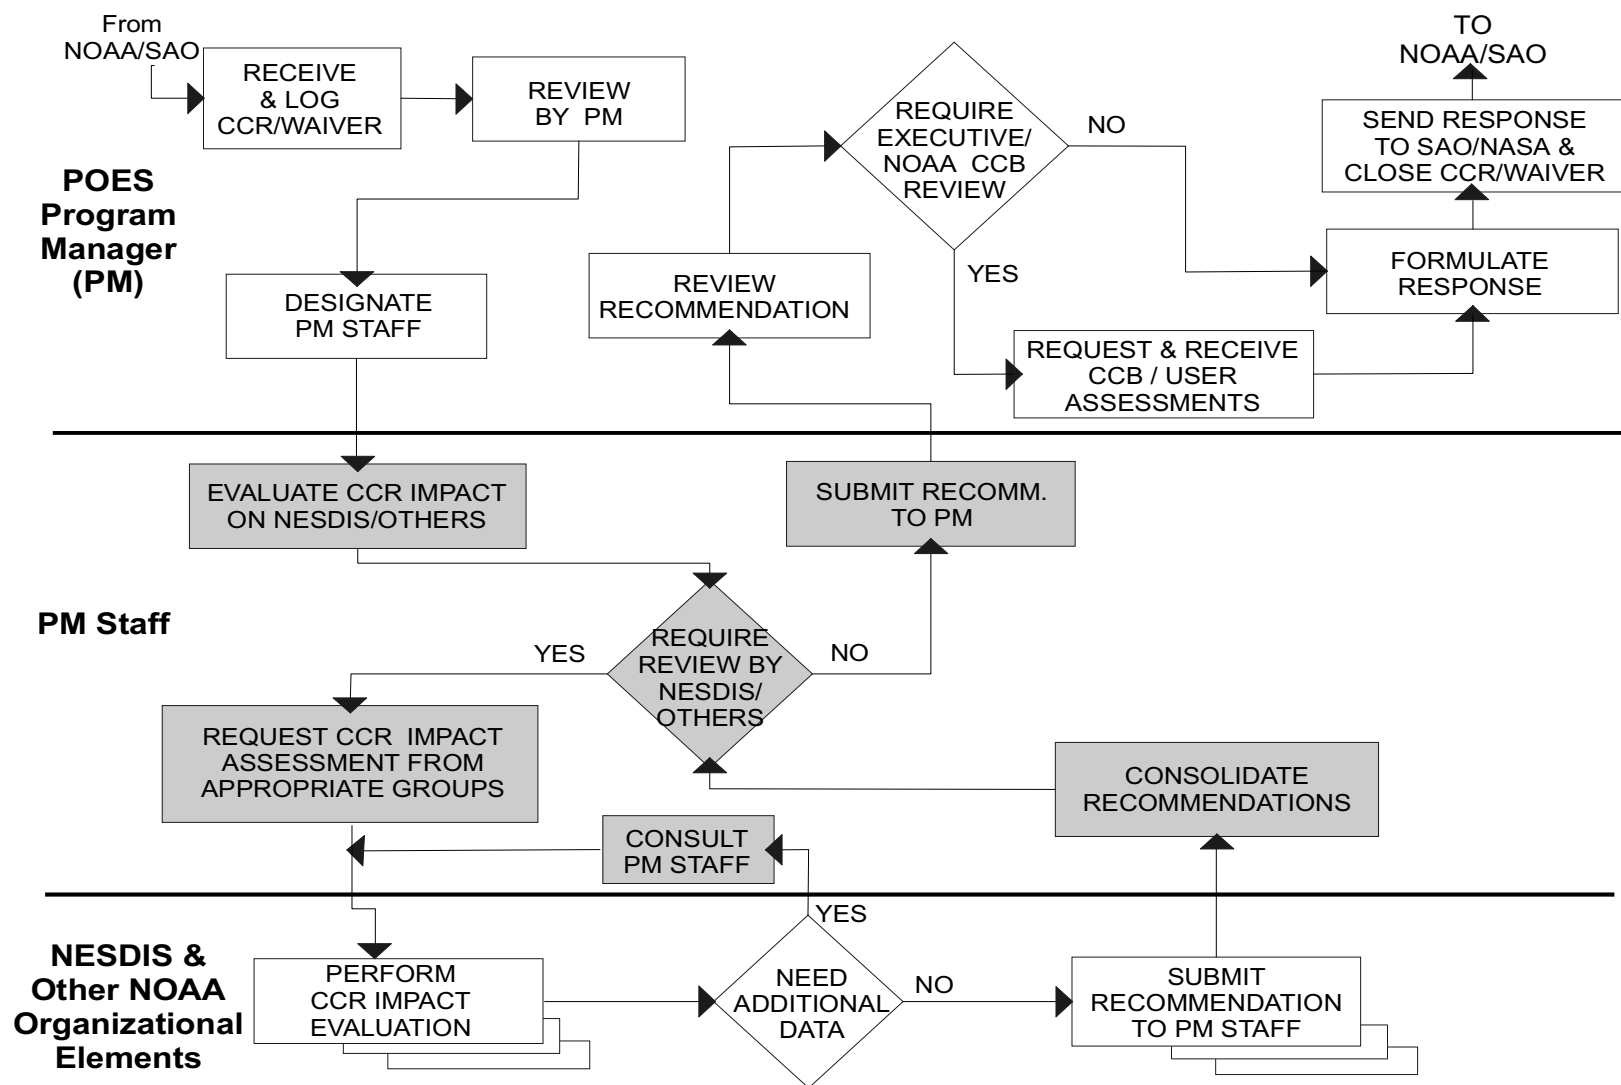 From
NOAA/SAO
RECEIVE
& LOG
CCR/WAIVER
REVIEW
BY PM
REQUIRE
EXECUTIVE/
NOAA CCB
REVIEW
NO
YES
TO
NOAA/SAO
SEND RESPONSE
TO SAO/NASA &
CLOSE CCR/WAIVER
POES
Program
Manager
(PM)
DESIGNATE
PM STAFF
REVIEW
RECOMMENDATION
FORMULATE
RESPONSE
REQUEST & RECEIVE
CCB / USER
ASSESSMENTS
EVALUATE CCR IMPACT
ON NESDIS/OTHERS
SUBMIT RECOMM.
TO PM
PM Staff
YES
REQUIRE
REVIEW BY
NESDIS/
OTHERS
NO
REQUEST CCR IMPACT
ASSESSMENT FROM
APPROPRIATE GROUPS
CONSOLIDATE
RECOMMENDATIONS
CONSULT
PM STAFF
NESDIS &
Other NOAA
Organizational
Elements
PERFORM
CCR IMPACT
EVALUATION
YES
NEED
ADDITIONAL
DATA
NO
SUBMIT
RECOMMENDATION
TO PM STAFF